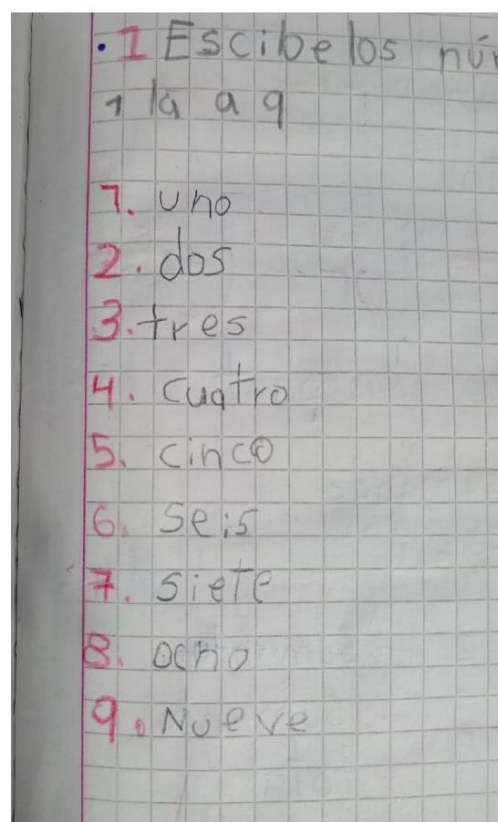 • 1 Escibe los nú
1 la a 9
1. uno
2. dos
3. tres
4. cuatro
5. cinco
6. seis
7. siete
8. ocho
9. Nueve